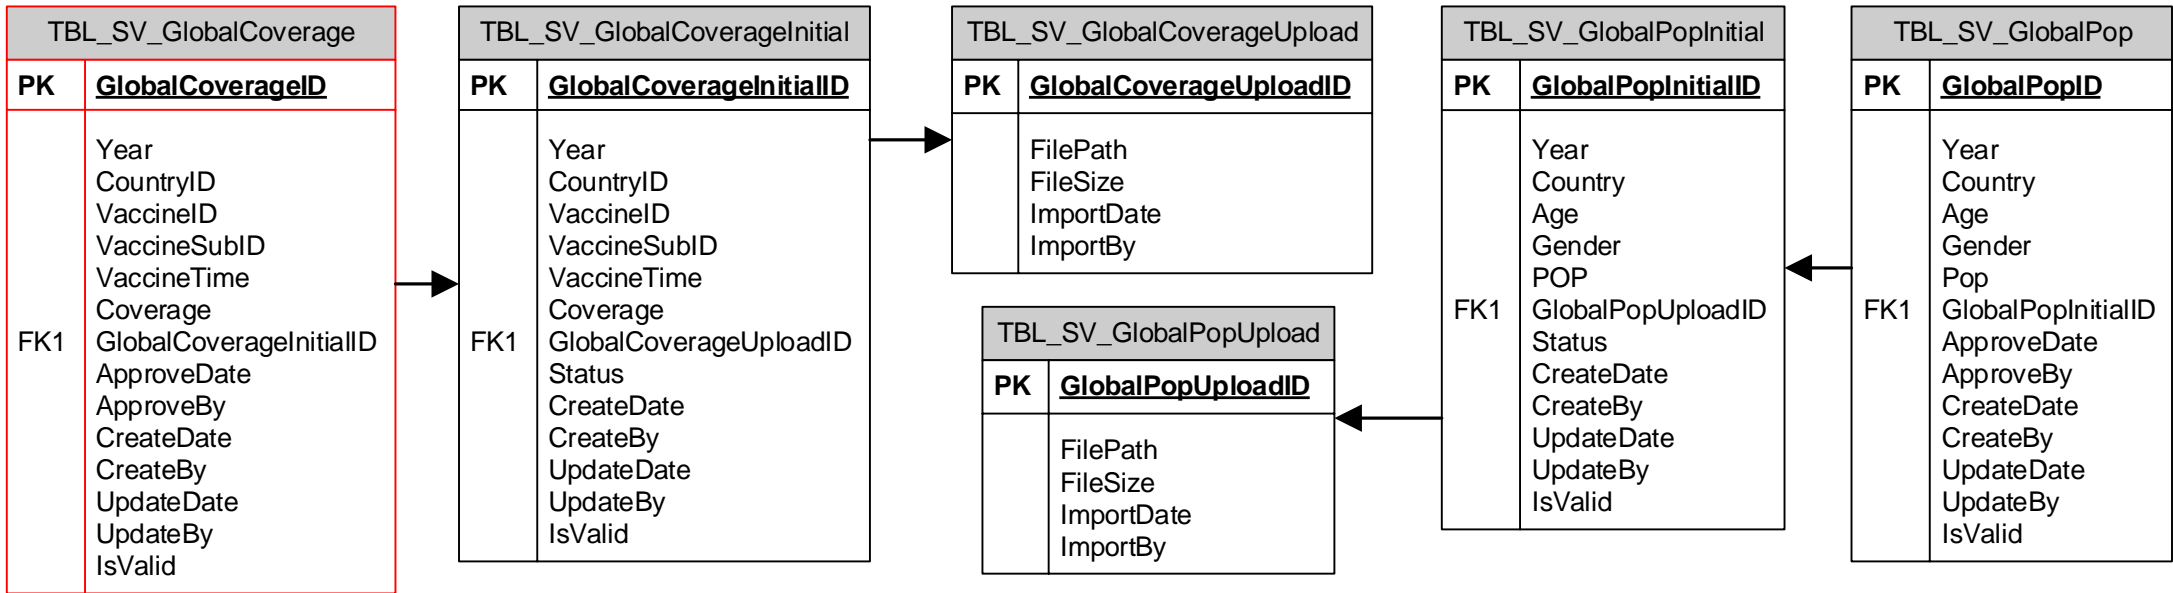 TBL_SV_GlobalCoverage
PK GlobalCoverageID
Year
CountryID
VaccineID
VaccineSubID
VaccineTime
Coverage
FK1 GlobalCoverageInitialID
ApproveDate
ApproveBy
CreateDate
CreateBy
UpdateDate
UpdateBy
IsValid
TBL_SV_GlobalCoverageInitial
PK GlobalCoverageInitialID
Year
CountryID
VaccineID
VaccineSubID
VaccineTime
Coverage
FK1 GlobalCoverageUploadID
Status
CreateDate
CreateBy
UpdateDate
UpdateBy
IsValid
TBL_SV_GlobalCoverageUpload
PK GlobalCoverageUploadID
FilePath
FileSize
ImportDate
ImportBy
TBL_SV_GlobalPopUpload
PK GlobalPopUploadID
FilePath
FileSize
ImportDate
ImportBy
TBL_SV_GlobalPopInitial
PK GlobalPopInitialID
Year
Country
Age
Gender
POP
FK1 GlobalPopUploadID
Status
CreateDate
CreateBy
UpdateDate
UpdateBy
IsValid
TBL_SV_GlobalPop
PK GlobalPopID
Year
Country
Age
Gender
Pop
FK1 GlobalPopInitialID
ApproveDate
ApproveBy
CreateDate
CreateBy
UpdateDate
UpdateBy
IsValid